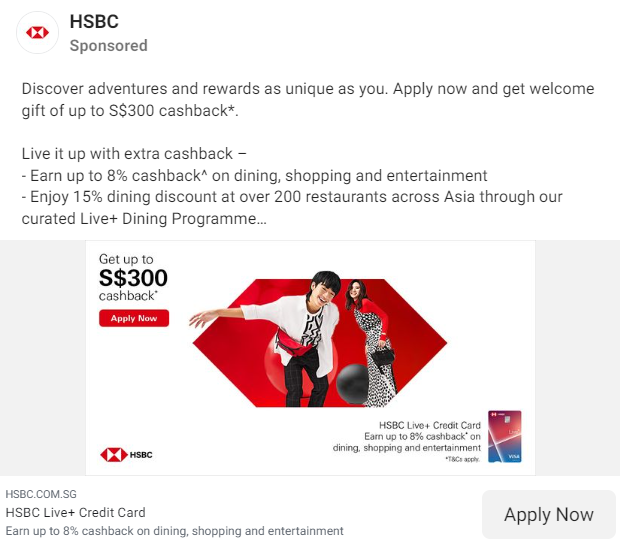 HSBC
Sponsored
Discover adventures and rewards as unique as you. Apply now and get welcome
gift of up to S$300 cashback*.
Live it up with extra cashback –
- Earn up to 8% cashback^ on dining, shopping and entertainment
- Enjoy 15% dining discount at over 200 restaurants across Asia through our
curated Live+ Dining Programme...
Get up to
S$300
cashback*
Apply Now
HSBC Live+ Credit Card
Earn up to 8% cashback* on
dining, shopping and entertainment
*T&Cs apply.
HSBC
VISA
HSBC.COM.SG
HSBC Live+ Credit Card
Earn up to 8% cashback on dining, shopping and entertainment
Apply Now